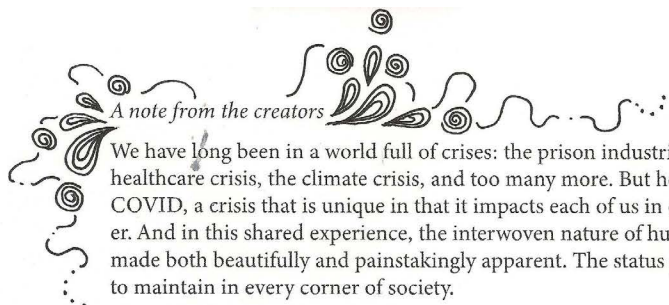 A note from the creators
We have long been in a world full of crises: the prison industri
healthcare crisis, the climate crisis, and too many more. But h
COVID, a crisis that is unique in that it impacts each of us in
er. And in this shared experience, the interwoven nature of hu
made both beautifully and painstakingly apparent. The status
to maintain in every corner of society.